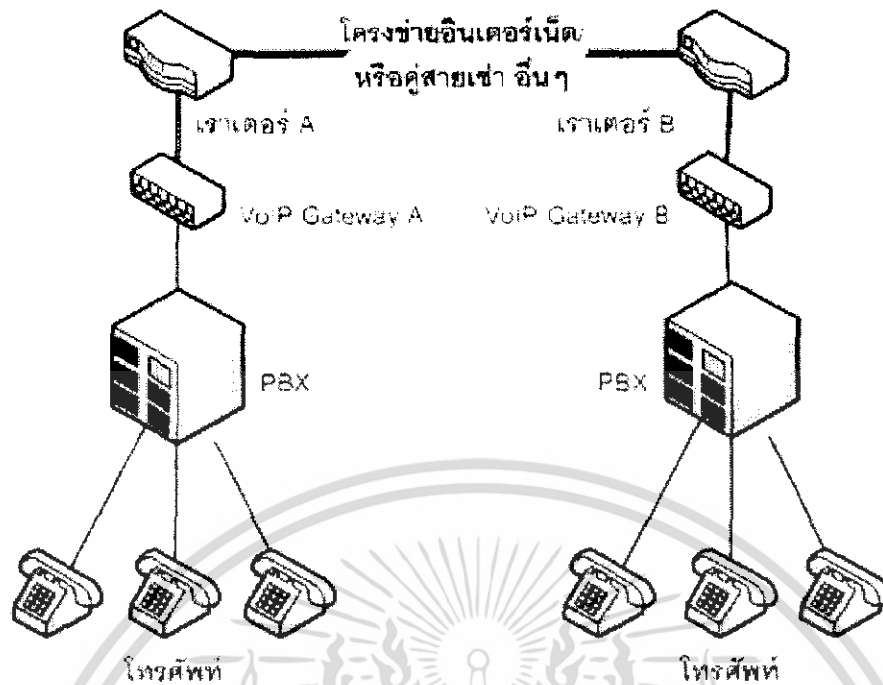 โครงข่ายอินเตอร์เน็ต
หรือคู่สายเช่า อื่นๆ
เราเตอร์ A
เราเตอร์ B
VoIP Gateway A
VoIP Gateway B
PBX
PBX
โทรศัพท์
โทรศัพท์